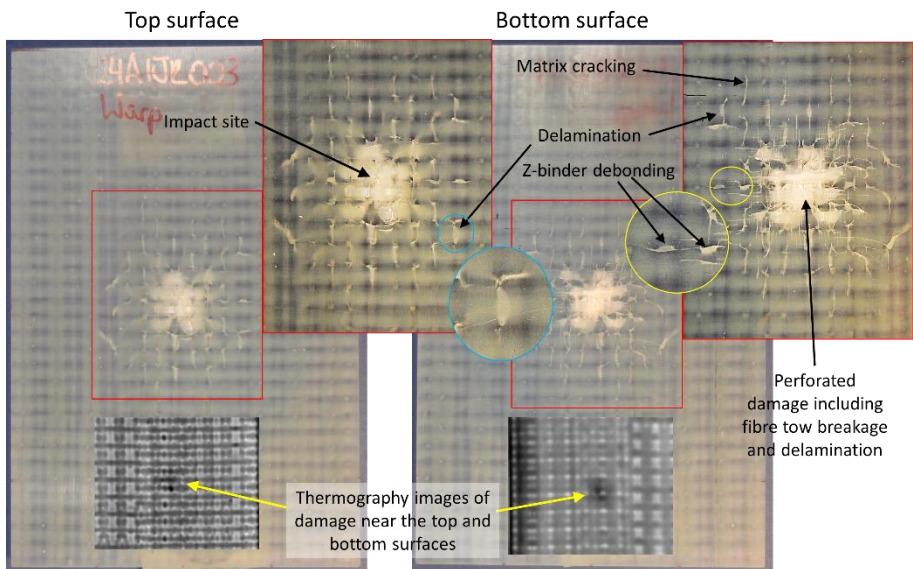 Top surface
Bottom surface
24AIJR003
Warp
Impact site
Matrix cracking
Delamination
Z-binder debonding
Perforated
damage including
fibre tow breakage
and delamination
Thermography images of
damage near the top and
bottom surfaces